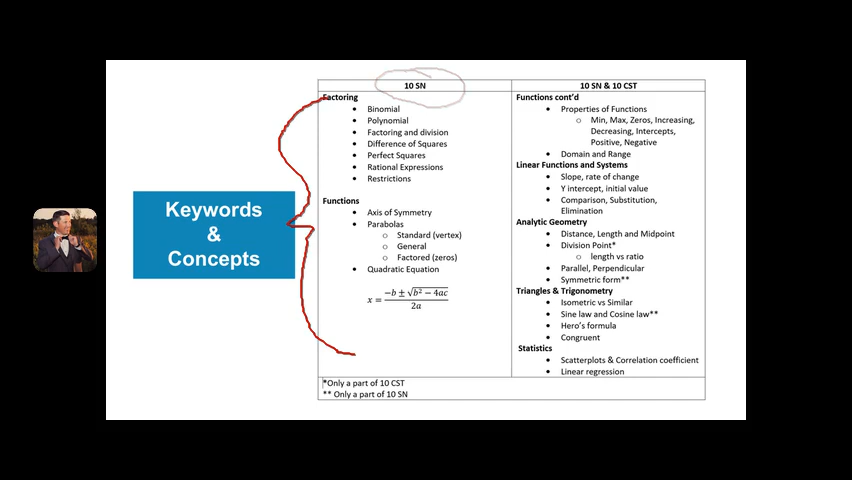 Keywords
&
Concepts
10 SN
Factoring
• Binomial
• Polynomial
• Factoring and division
• Difference of Squares
• Perfect Squares
• Rational Expressions
• Restrictions
Functions
• Axis of Symmetry
• Parabolas
o Standard (vertex)
o General
o Factored (zeros)
• Quadratic Equation
x = −b ± √b² − 4ac / 2a
10 SN & 10 CST
Functions cont'd
• Properties of Functions
o Min, Max, Zeros, Increasing,
Decreasing, Intercepts,
Positive, Negative
• Domain and Range
Linear Functions and Systems
• Slope, rate of change
• Y intercept, initial value
• Comparison, Substitution,
Elimination
Analytic Geometry
• Distance, Length and Midpoint
• Division Point*
o length vs ratio
• Parallel, Perpendicular
• Symmetric form**
Triangles & Trigonometry
• Isometric vs Similar
• Sine law and Cosine law**
• Hero's formula
• Congruent
Statistics
• Scatterplots & Correlation coefficient
• Linear regression
*Only a part of 10 CST
** Only a part of 10 SN